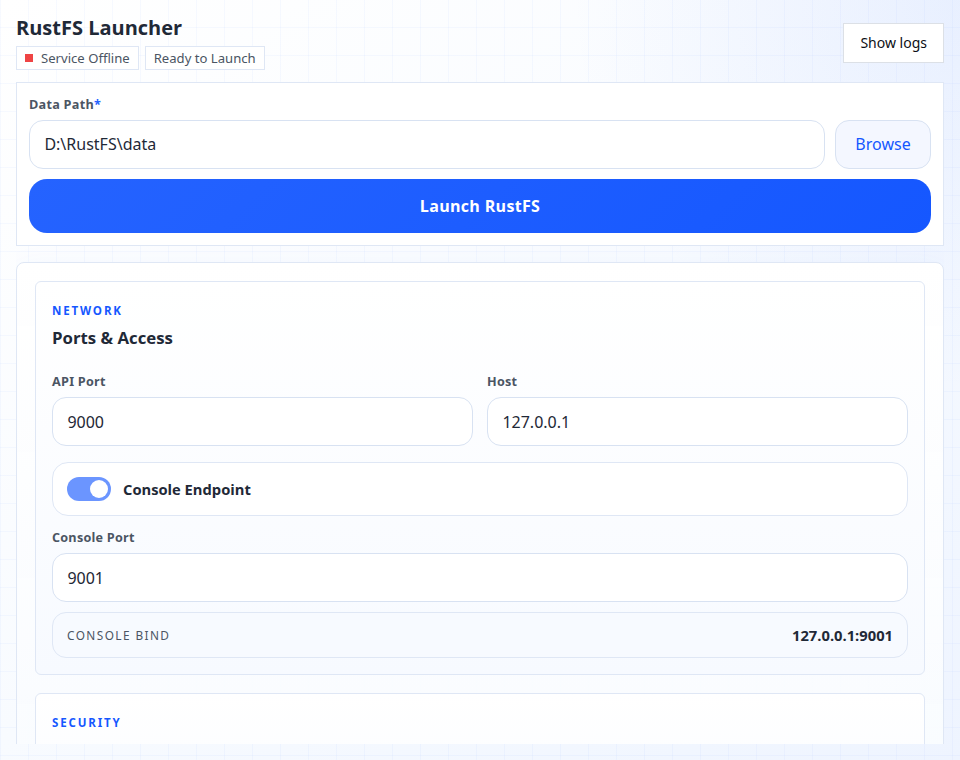 RustFS Launcher
Service Offline
Ready to Launch
Show logs
Data Path*
D:\RustFS\data
Browse
Launch RustFS
NETWORK
Ports & Access
API Port
Host
9000
127.0.0.1
Console Endpoint
Console Port
9001
CONSOLE BIND
127.0.0.1:9001
SECURITY